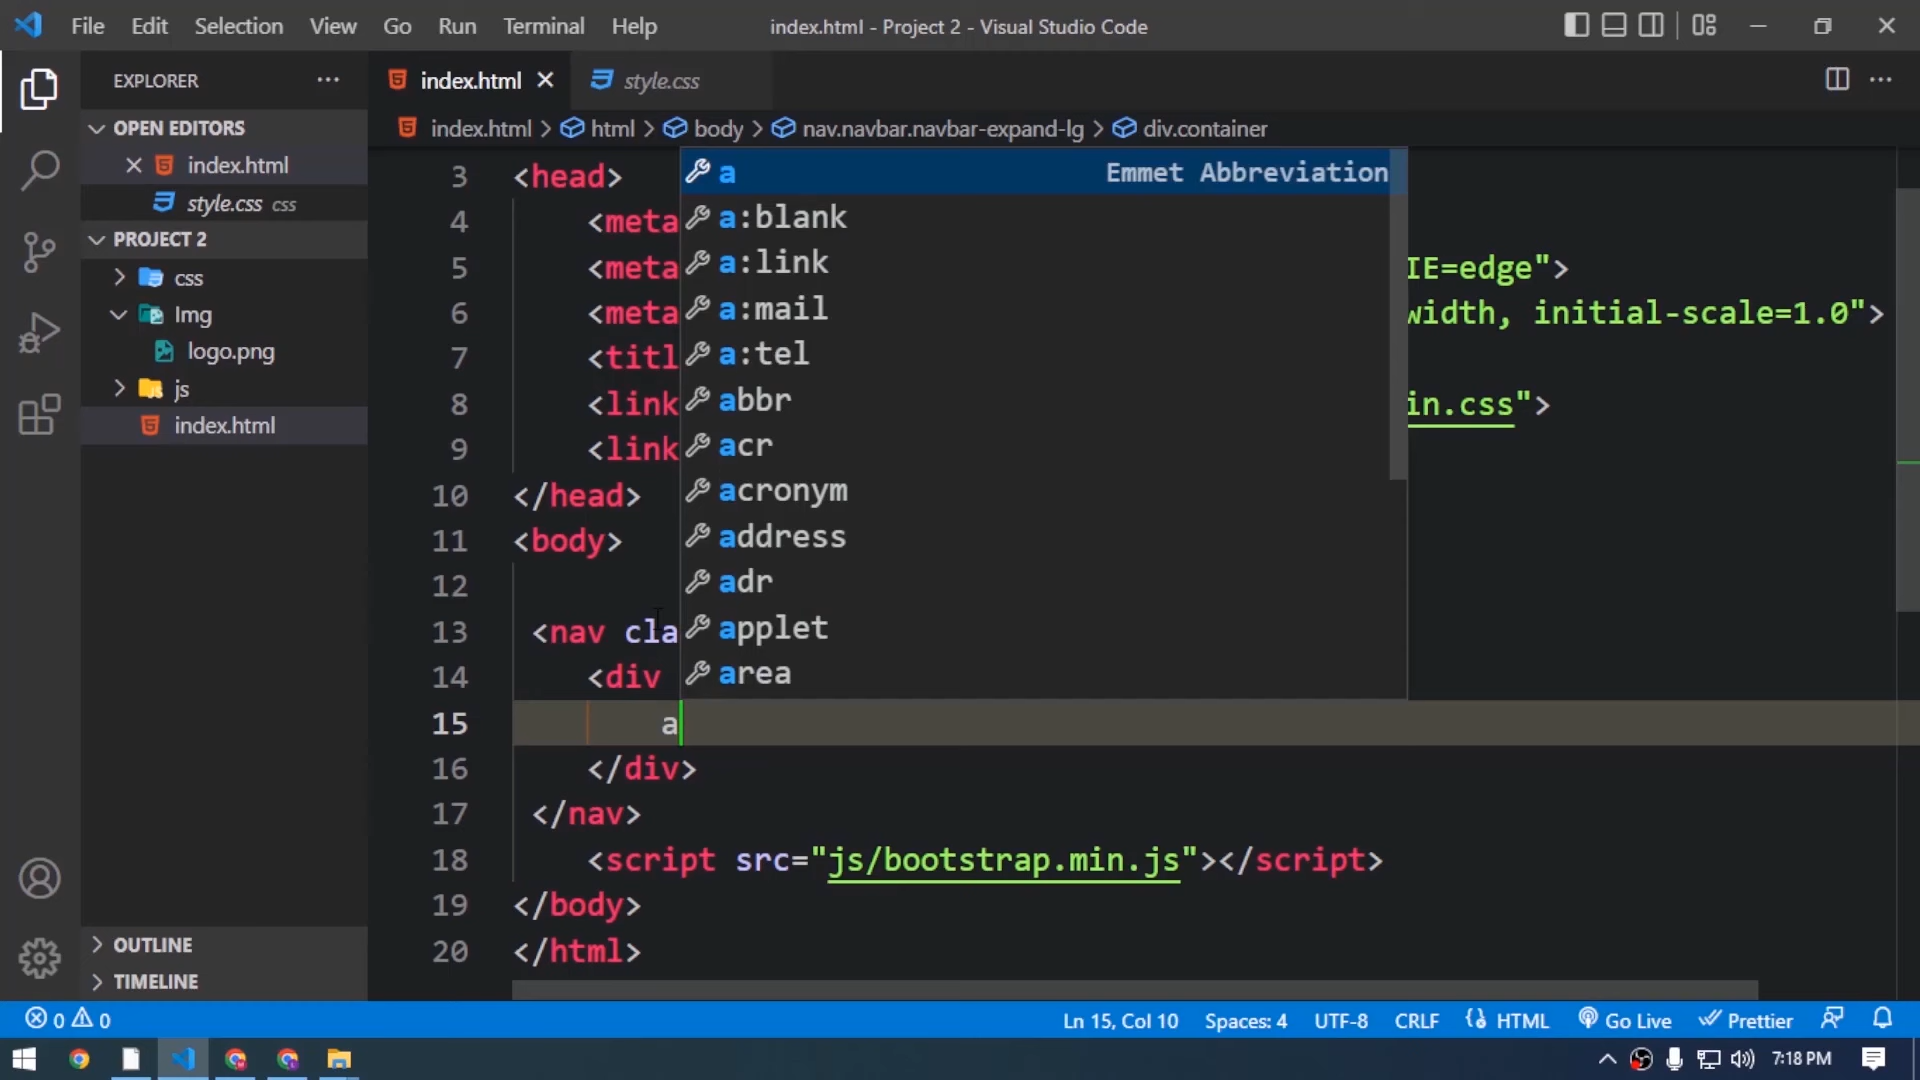 File Edit Selection View Go Run Terminal Help index.html - Project 2 - Visual Studio Code
EXPLORER
index.html style.css
index.html > html > body > nav.navbar.navbar-expand-lg > div.container
OPEN EDITORS
index.html
style.css css
PROJECT 2
css
Img
logo.png
js
index.html
OUTLINE
TIMELINE
3 <head>
4 <meta
5 <meta IE=edge">
6 <meta width, initial-scale=1.0">
7 <titl
8 <link in.css">
9 <link
10 </head>
11 <body>
12
13 <nav cla
14 <div
15 a
16 </div>
17 </nav>
18 <script src="js/bootstrap.min.js"></script>
19 </body>
20 </html>
a Emmet Abbreviation
a:blank
a:link
a:mail
a:tel
abbr
acr
acronym
address
adr
applet
area
0 0 Ln 15, Col 10 Spaces: 4 UTF-8 CRLF HTML Go Live Prettier
7:18 PM